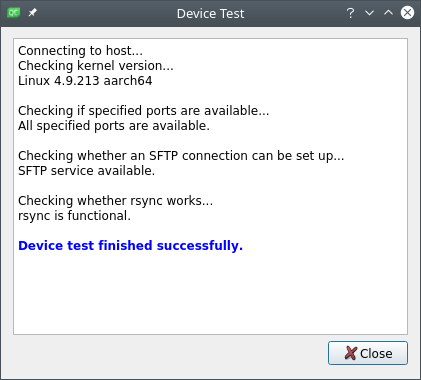 QC
Device Test
Connecting to host...
Checking kernel version...
Linux 4.9.213 aarch64
Checking if specified ports are available...
All specified ports are available.
Checking whether an SFTP connection can be set up...
SFTP service available.
Checking whether rsync works...
rsync is functional.
Device test finished successfully.
Close